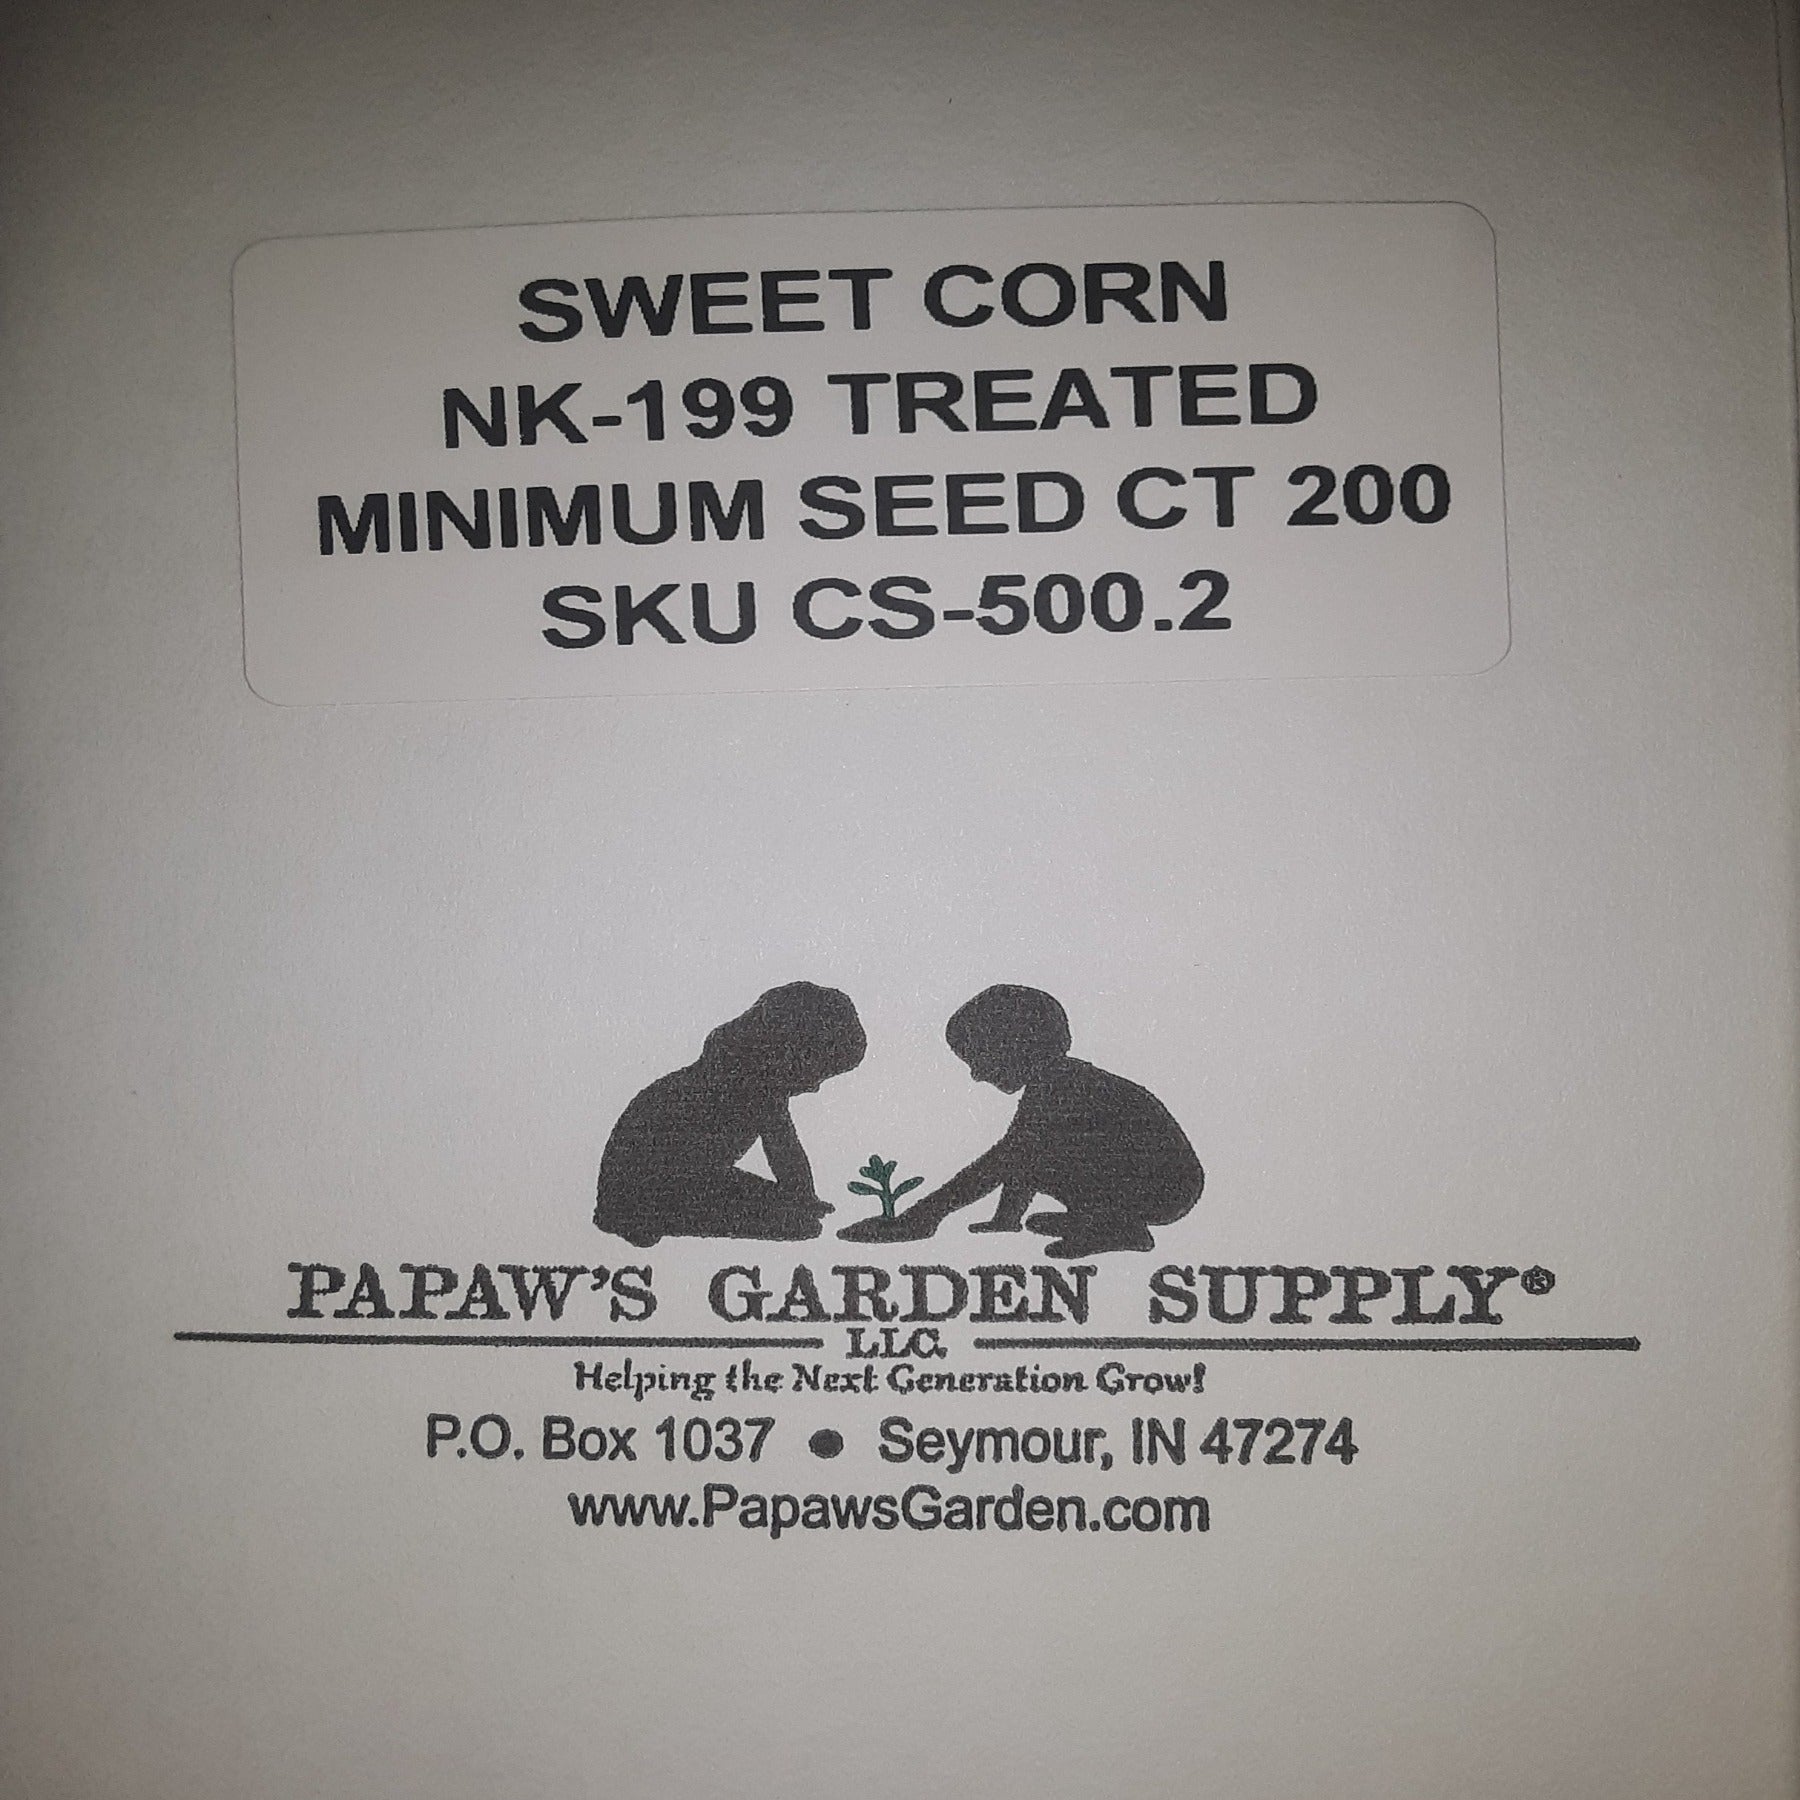 SWEET CORN
NK-199 TREATED
MINIMUM SEED CT 200
SKU CS-500.2
PAPAW'S GARDEN SUPPLY®
LLC.
Helping the Next Generation Grow!
P.O. Box 1037 ● Seymour, IN 47274
www.PapawsGarden.com